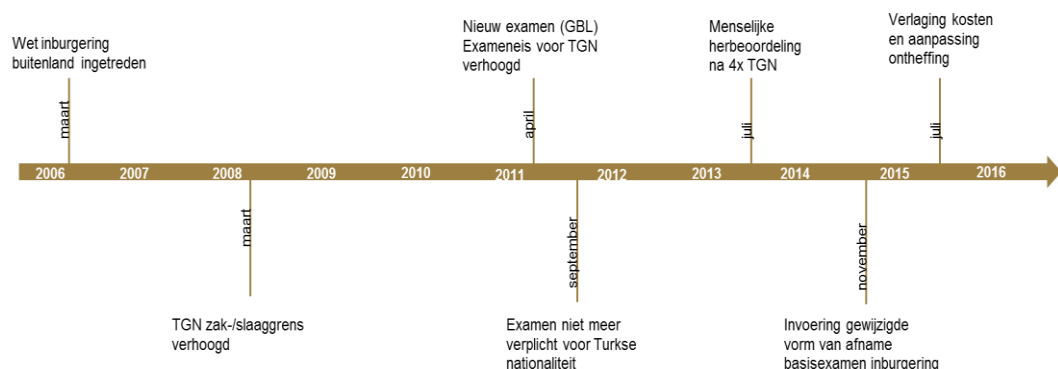 Wet inburgering
buitenland ingetreden
Nieuw examen (GBL)
Exameneis voor TGN
verhoogd
Menselijke
herbeoordeling
na 4x TGN
Verlaging kosten
en aanpassing
ontheffing
maart
april
juli
juli
2006 2007 2008 2009 2010 2011 2012 2013 2014 2015 2016
maart
september
november
TGN zak-/slaaggrens
verhoogd
Examen niet meer
verplicht voor Turkse
nationaliteit
Invoering gewijzigde
vorm van afname
basisexamen inburgering